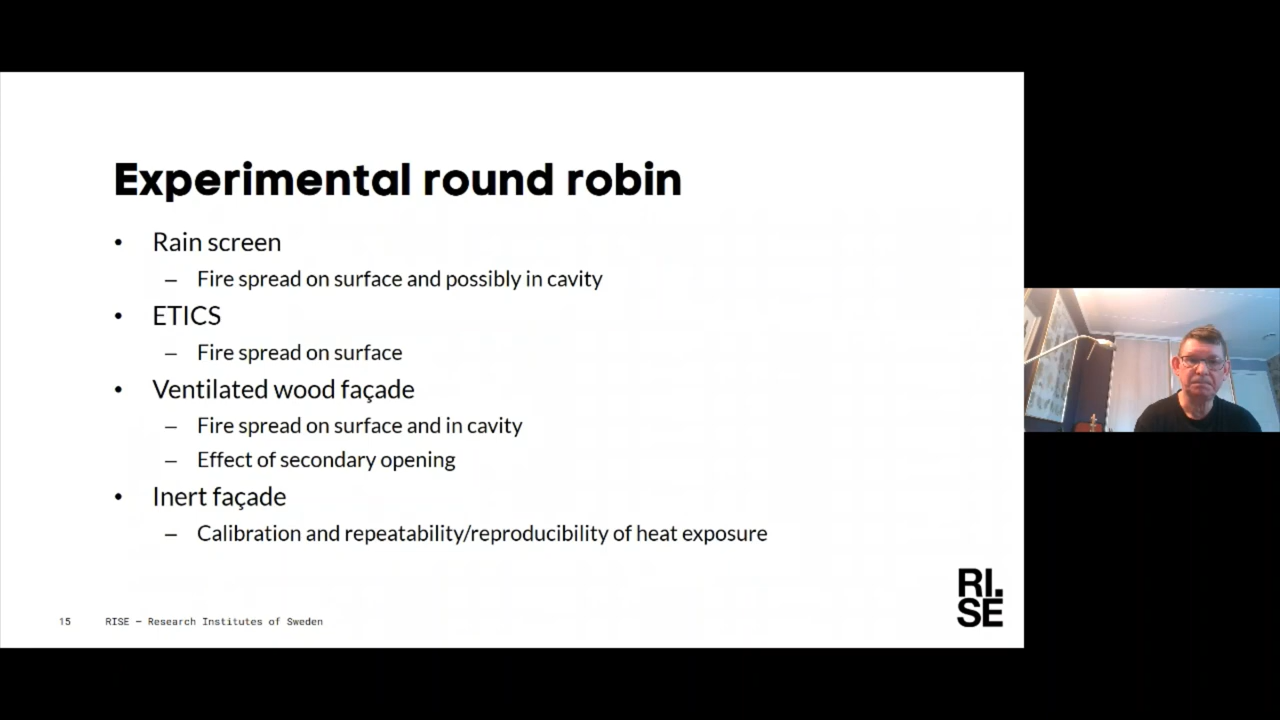 Experimental round robin
• Rain screen
– Fire spread on surface and possibly in cavity
• ETICS
– Fire spread on surface
• Ventilated wood façade
– Fire spread on surface and in cavity
– Effect of secondary opening
• Inert façade
– Calibration and repeatability/reproducibility of heat exposure
RI.
SE
15 RISE — Research Institutes of Sweden